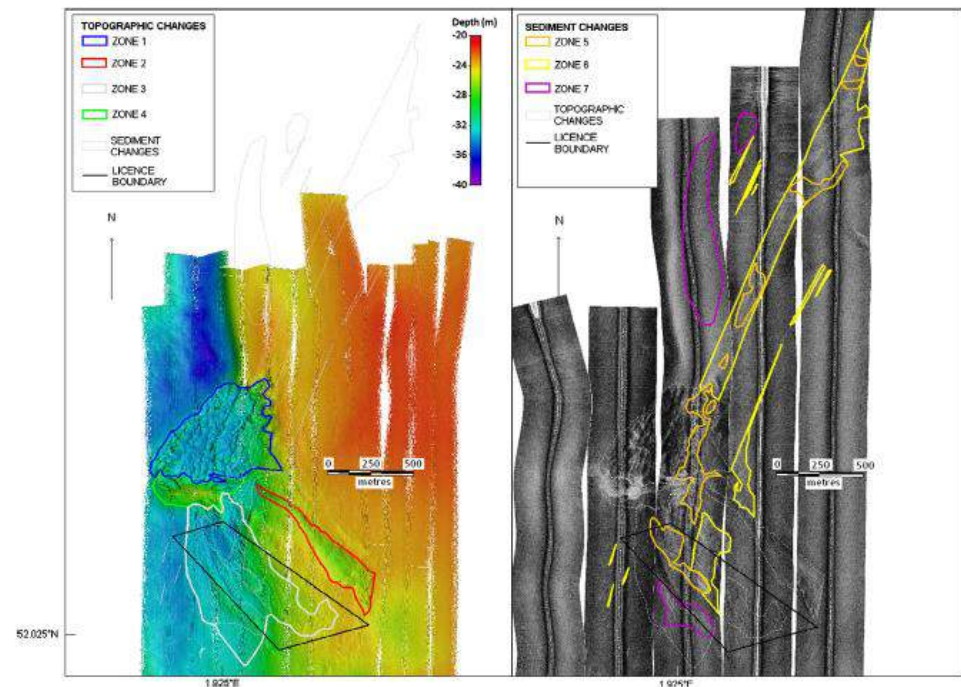 TOPOGRAPHIC CHANGES
ZONE 1
ZONE 2
ZONE 3
ZONE 4
SEDIMENT
CHANGES
LICENCE
BOUNDARY
Depth (m)
-20
-24
-28
-32
-36
-40
N
0 250 500
metres
52.025°N
1.925°E
SEDIMENT CHANGES
ZONE 5
ZONE 6
ZONE 7
TOPOGRAPHIC
CHANGES
LICENCE
BOUNDARY
N
0 250 500
metres
1.925°E